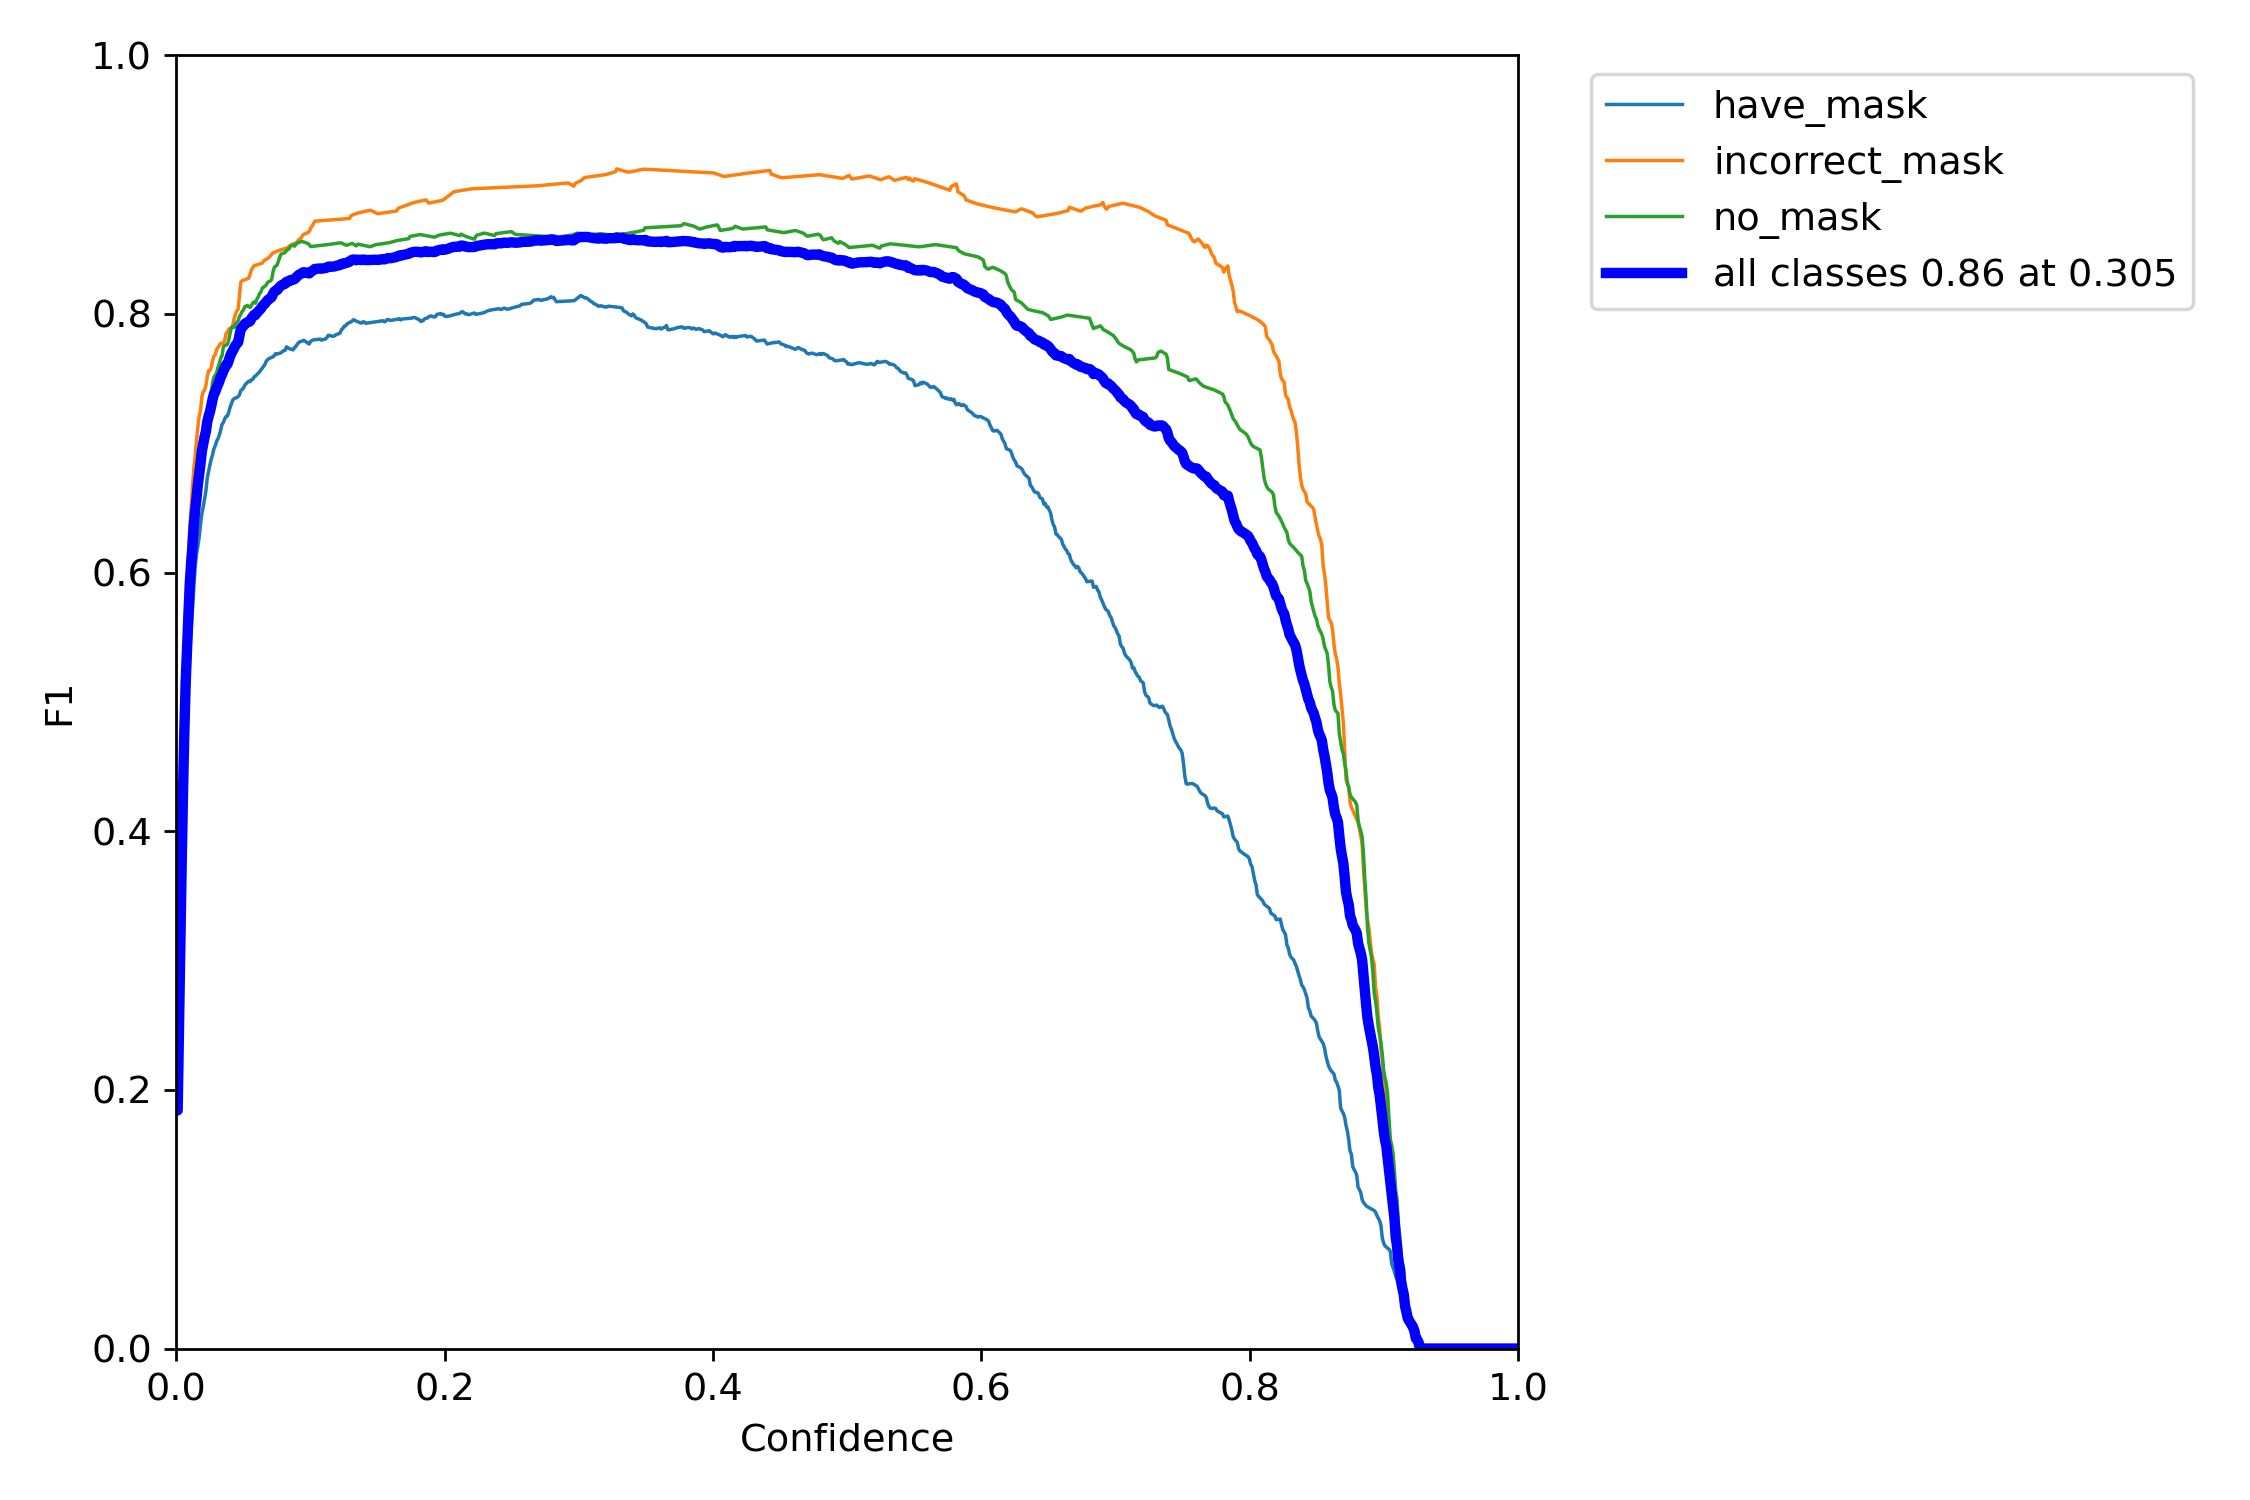 1.0
0.8
0.6
0.4
0.2
0.0
F1
0.0 0.2 0.4 0.6 0.8 1.0
Confidence
have_mask
incorrect_mask
no_mask
all classes 0.86 at 0.305